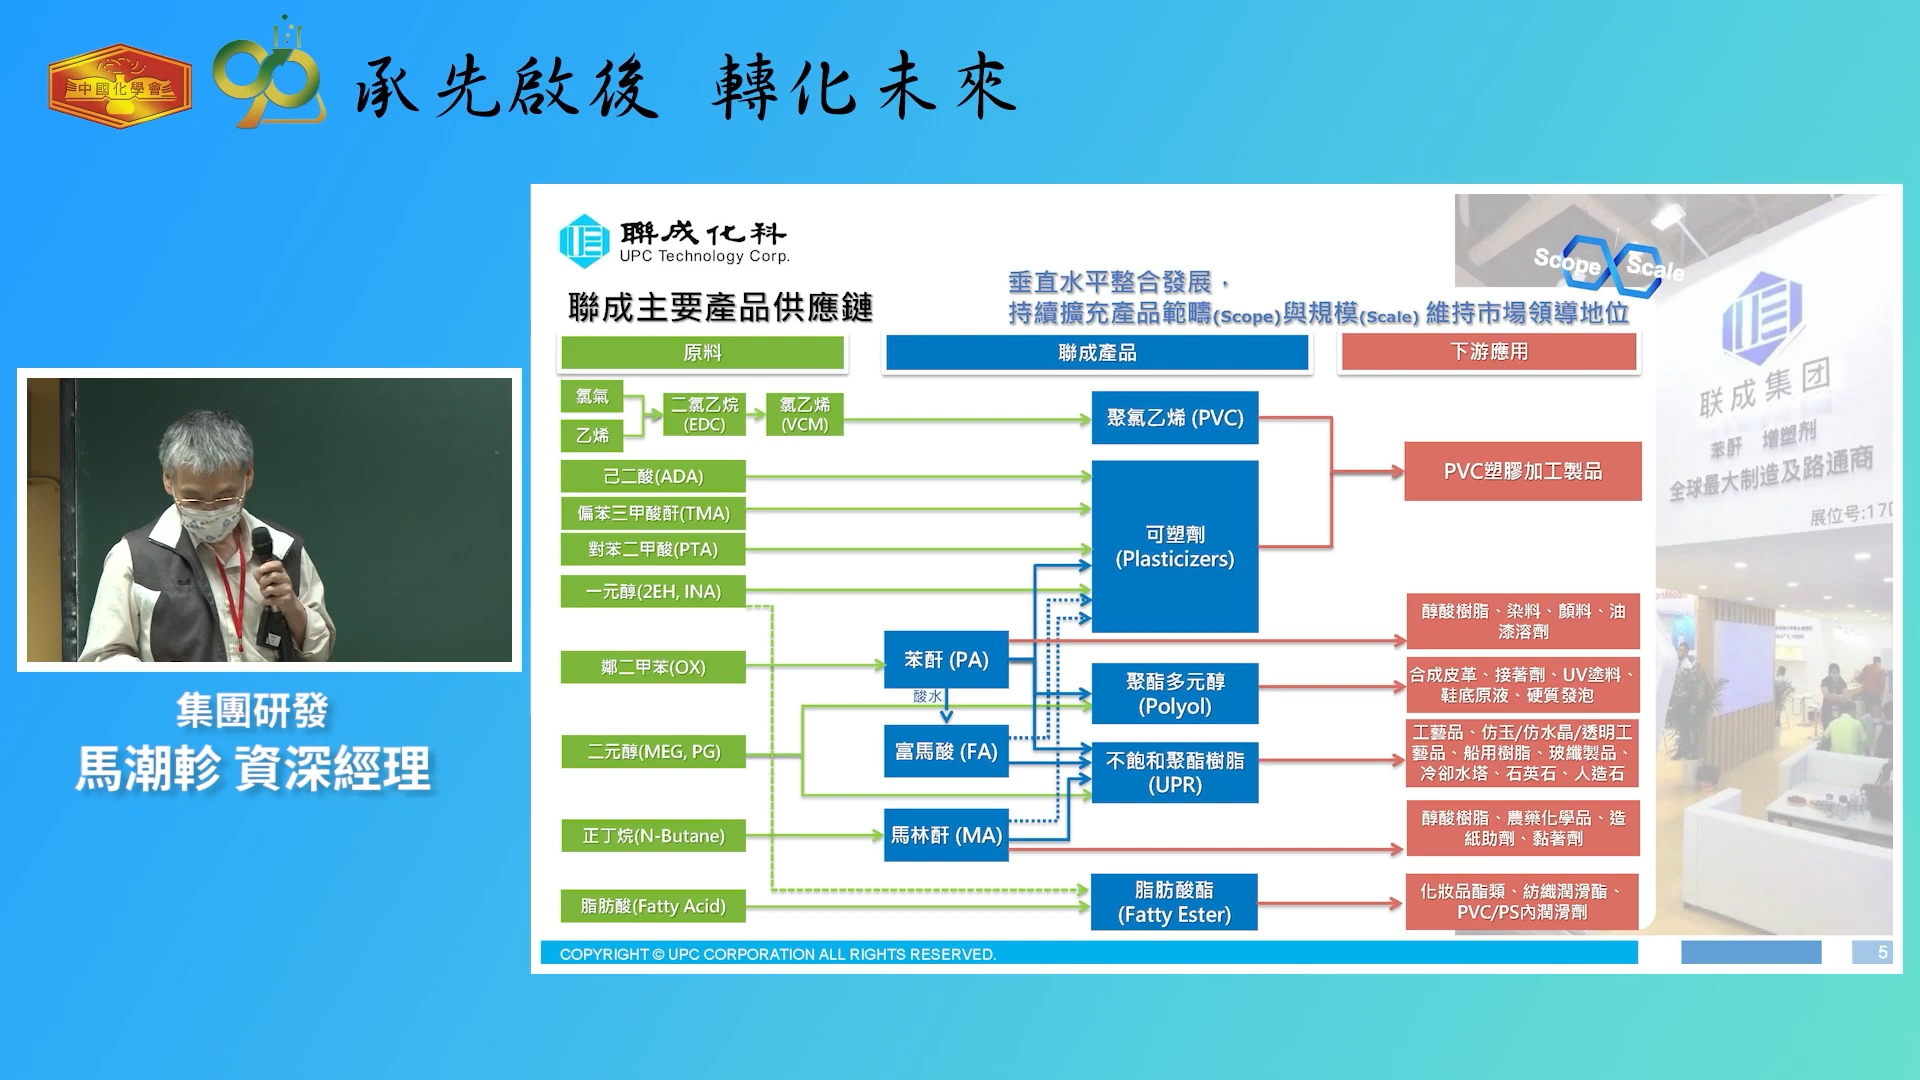 中國化學會
90
承先啟後 轉化未來
聯成化科
UPC Technology Corp.
Scope Scale
垂直水平整合發展，
持續擴充產品範疇(Scope)與規模(Scale) 維持市場領導地位
聯成主要產品供應鏈
原料
聯成產品
下游應用
氯氣
乙烯
二氯乙烷
(EDC)
氯乙烯
(VCM)
聚氯乙烯 (PVC)
PVC塑膠加工製品
己二酸(ADA)
偏苯三甲酸酐(TMA)
對苯二甲酸(PTA)
一元醇(2EH, INA)
可塑劑
(Plasticizers)
鄰二甲苯(OX)
苯酐 (PA)
酸水
醇酸樹脂、染料、顏料、油
漆溶劑
聚酯多元醇
(Polyol)
合成皮革、接著劑、UV塗料、
鞋底原液、硬質發泡
二元醇(MEG, PG)
富馬酸 (FA)
不飽和聚酯樹脂
(UPR)
工藝品、仿玉/仿水晶/透明工
藝品、船用樹脂、玻纖製品、
冷卻水塔、石英石、人造石
正丁烷(N-Butane)
馬林酐 (MA)
醇酸樹脂、農藥化學品、造
紙助劑、黏著劑
脂肪酸(Fatty Acid)
脂肪酸酯
(Fatty Ester)
化妝品酯類、紡織潤滑酯、
PVC/PS內潤滑劑
联成集团
苯酐 增塑剂
全球最大制造及路通商
展位号:17
COPYRIGHT © UPC CORPORATION ALL RIGHTS RESERVED.
5
集團研發
馬潮軫 資深經理